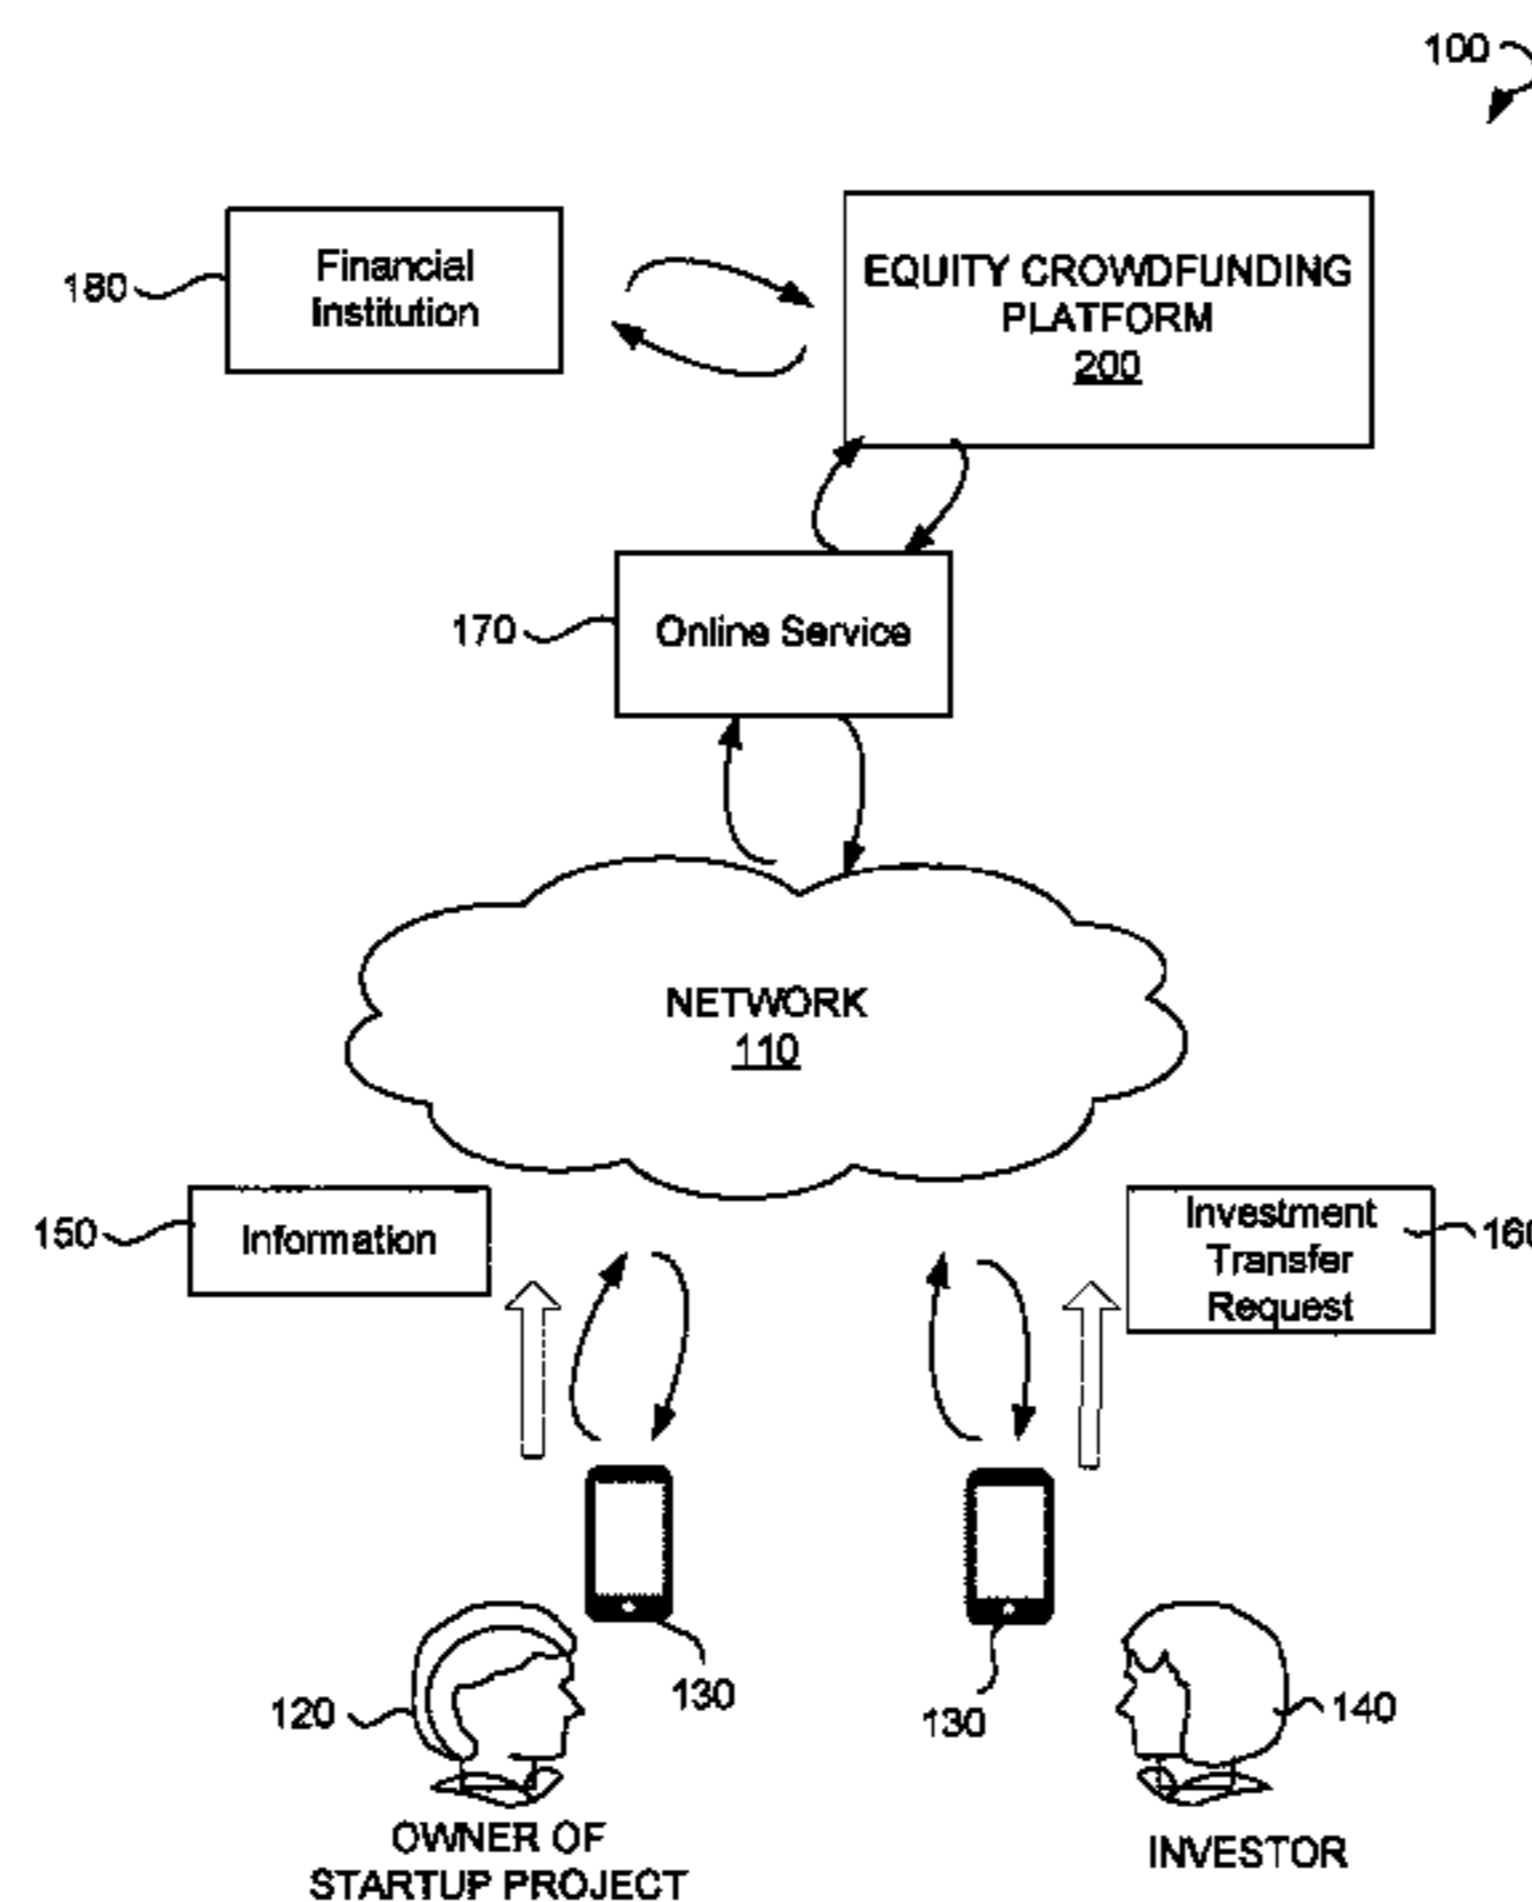 100
Financial
Institution
180
EQUITY CROWDFUNDING
PLATFORM
200
170
Online Service
NETWORK
110
150
Information
Investment
Transfer
Request
160
120
130
130
140
OWNER OF
STARTUP PROJECT
INVESTOR